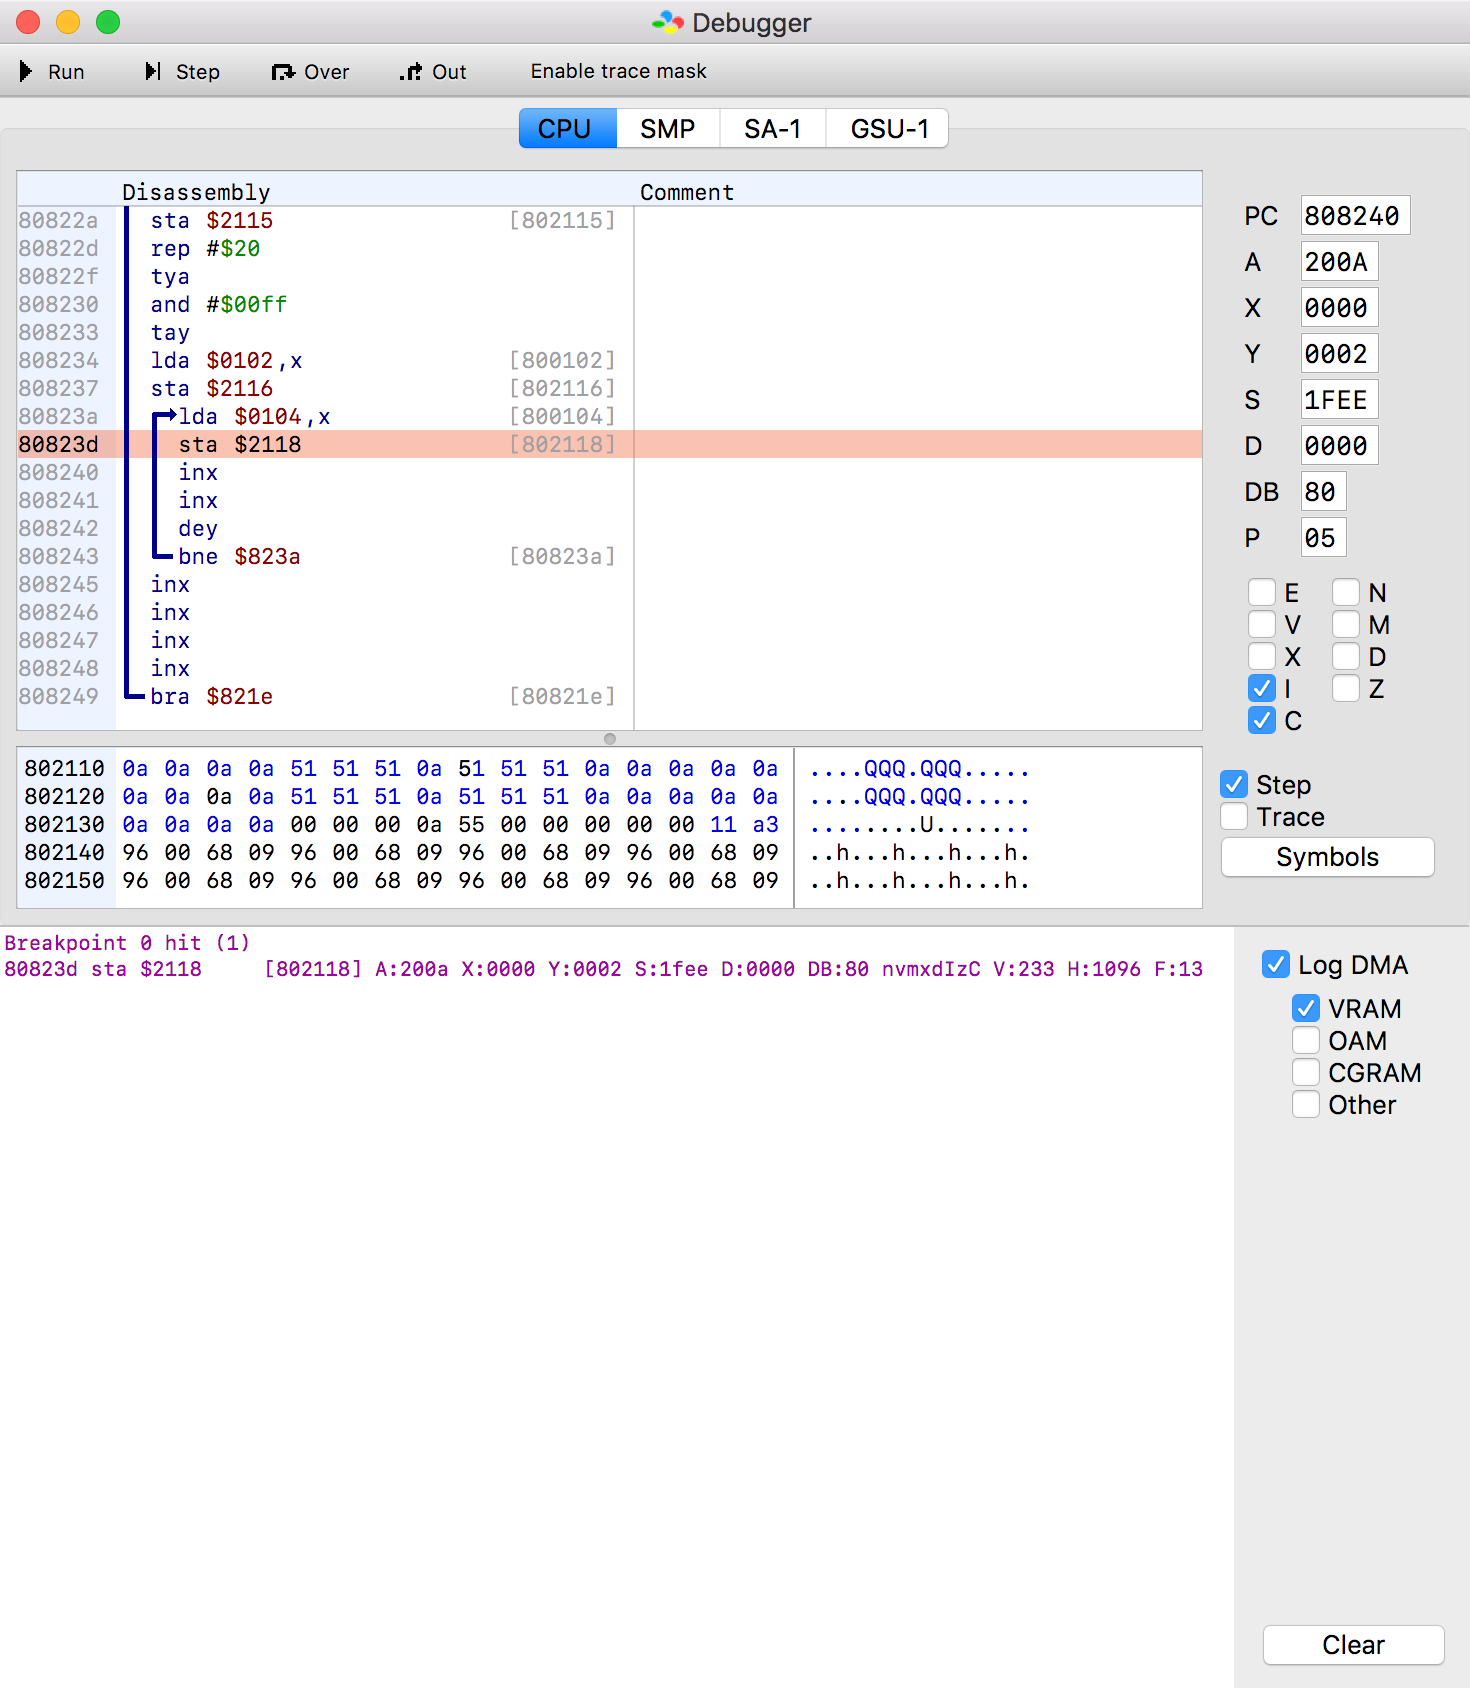 Debugger
Run Step Over Out Enable trace mask
CPU SMP SA-1 GSU-1
Disassembly Comment
80822a sta $2115 [802115]
80822d rep #$20
80822f tya
808230 and #$00ff
808233 tay
808234 lda $0102,x [800102]
808237 sta $2116 [802116]
80823a lda $0104,x [800104]
80823d sta $2118 [802118]
808240 inx
808241 inx
808242 dey
808243 bne $823a [80823a]
808245 inx
808246 inx
808247 inx
808248 inx
808249 bra $821e [80821e]
PC 808240
A 200A
X 0000
Y 0002
S 1FEE
D 0000
DB 80
P 05
E N
V M
X D
I Z
C
Step
Trace
Symbols
802110 0a 0a 0a 0a 51 51 51 0a 51 51 51 0a 0a 0a 0a 0a ....QQQ.QQQ.....
802120 0a 0a 0a 0a 51 51 51 0a 51 51 51 0a 0a 0a 0a 0a ....QQQ.QQQ.....
802130 0a 0a 0a 0a 00 00 00 0a 55 00 00 00 00 00 11 a3 ........U.......
802140 96 00 68 09 96 00 68 09 96 00 68 09 96 00 68 09 ..h...h...h...h.
802150 96 00 68 09 96 00 68 09 96 00 68 09 96 00 68 09 ..h...h...h...h.
Breakpoint 0 hit (1)
80823d sta $2118 [802118] A:200a X:0000 Y:0002 S:1fee D:0000 DB:80 nvmxdIzC V:233 H:1096 F:13
Log DMA
VRAM
OAM
CGRAM
Other
Clear